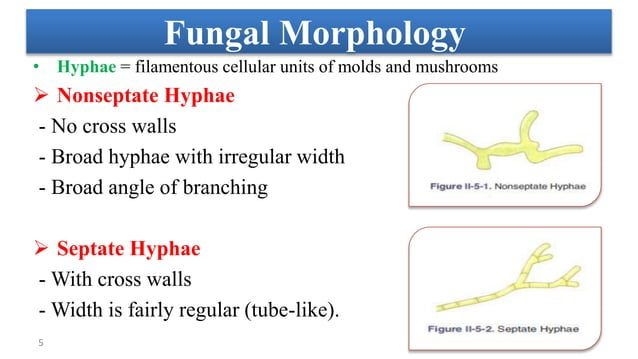 Fungal Morphology
• Hyphae = filamentous cellular units of molds and mushrooms
➢ Nonseptate Hyphae
- No cross walls
- Broad hyphae with irregular width
- Broad angle of branching
Figure II-5-1. Nonseptate Hyphae
➢ Septate Hyphae
- With cross walls
- Width is fairly regular (tube-like).
Figure II-5-2. Septate Hyphae
5